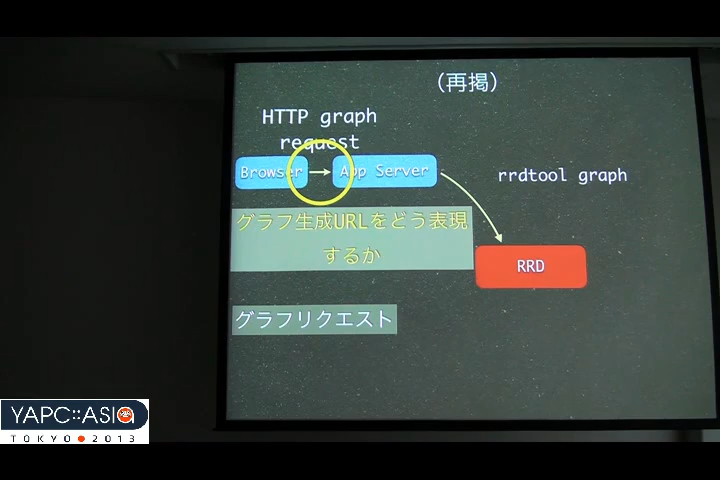 (再掲)
HTTP graph
request
Browser
App Server
rrdtool graph
グラフ生成URLをどう表現
するか
RRD
グラフリクエスト
YAPC::ASIA
TOKYO 2013